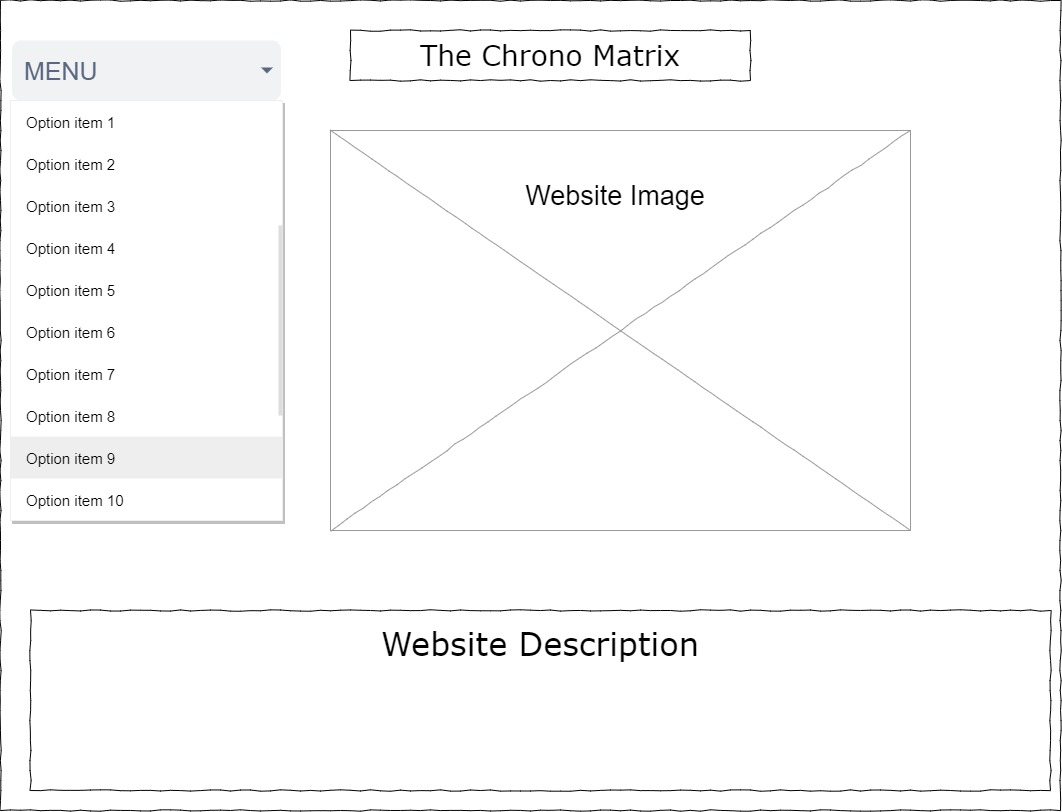 The Chrono Matrix
MENU
Option item 1
Option item 2
Option item 3
Option item 4
Option item 5
Option item 6
Option item 7
Option item 8
Option item 9
Option item 10
Website Image
Website Description